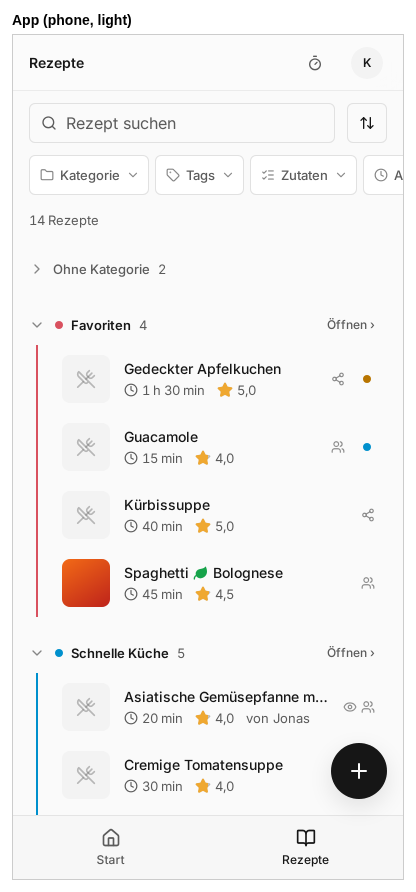 App (phone, light)
Rezepte
K
Rezept suchen
Kategorie
Tags
Zutaten
14 Rezepte
Ohne Kategorie 2
Favoriten 4
Öffnen ›
Gedeckter Apfelkuchen
1 h 30 min 5,0
Guacamole
15 min 4,0
Kürbissuppe
40 min 5,0
Spaghetti 🌿 Bolognese
45 min 4,5
Schnelle Küche 5
Öffnen ›
Asiatische Gemüsepfanne m...
20 min 4,0 von Jonas
Cremige Tomatensuppe
30 min 4,0
Start
Rezepte